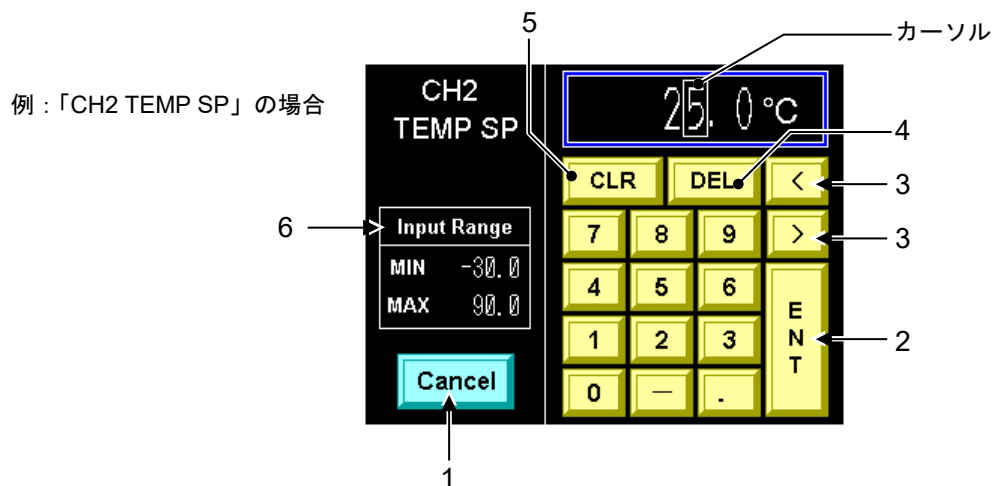 5
カーソル
例：「CH2 TEMP SP」の場合
CH2
TEMP SP
25. 0 °C
4
CLR DEL <
3
6
Input Range
7 8 9 >
3
MIN -30. 0
MAX 90. 0
4 5 6
ENT
2
1 2 3
Cancel
0 － .
1